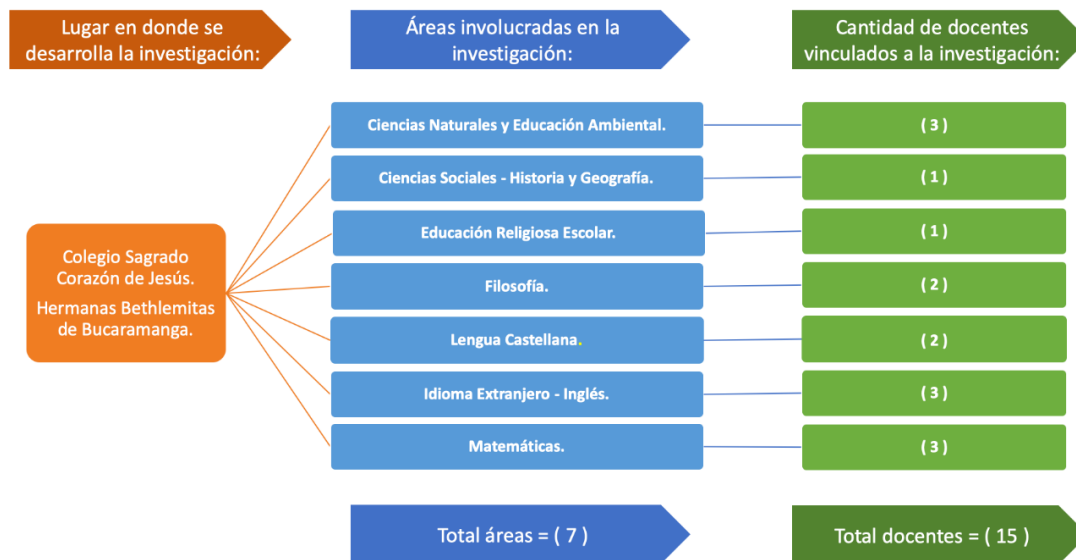 Lugar en donde se
desarrolla la investigación:
Áreas involucradas en la
investigación:
Cantidad de docentes
vinculados a la investigación:
Colegio Sagrado
Corazón de Jesús.
Hermanas Bethlemitas
de Bucaramanga.
Ciencias Naturales y Educación Ambiental.
( 3 )
Ciencias Sociales - Historia y Geografía.
( 1 )
Educación Religiosa Escolar.
( 1 )
Filosofía.
( 2 )
Lengua Castellana.
( 2 )
Idioma Extranjero - Inglés.
( 3 )
Matemáticas.
( 3 )
Total áreas = ( 7 )
Total docentes = ( 15 )